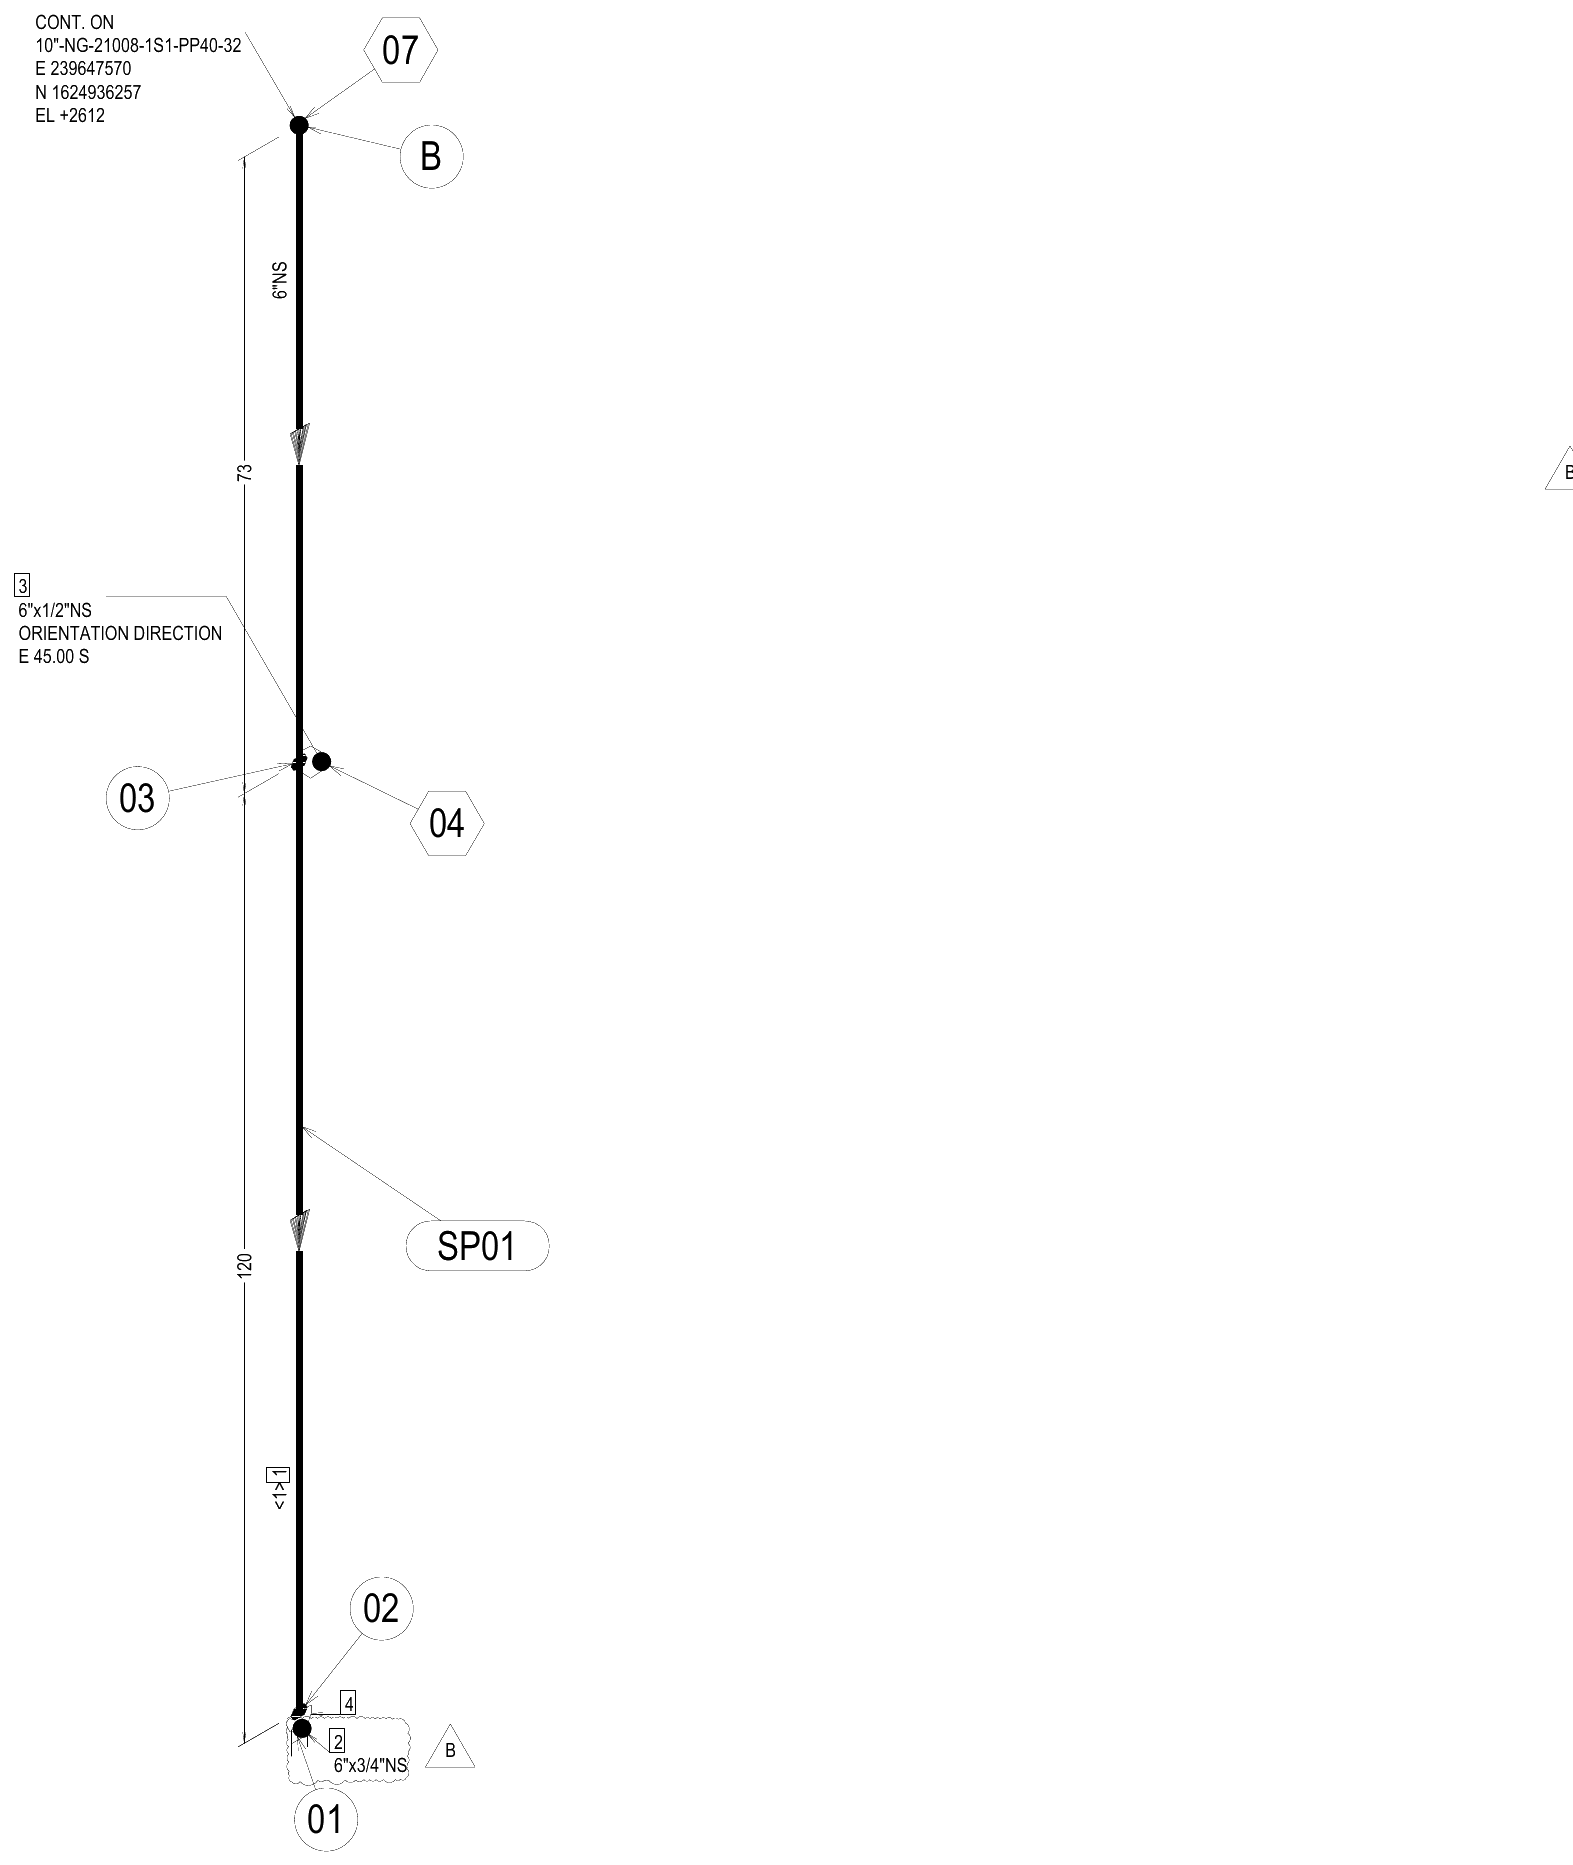 CONT. ON
10"-NG-21008-1S1-PP40-32
E 239647570
N 1624936257
EL +2612
07
B
6"NS
73
B
3
6"x1/2"NS
ORIENTATION DIRECTION
E 45.00 S
03
04
SP01
120
<1> 1
02
4
2
6"x3/4"NS
B
01